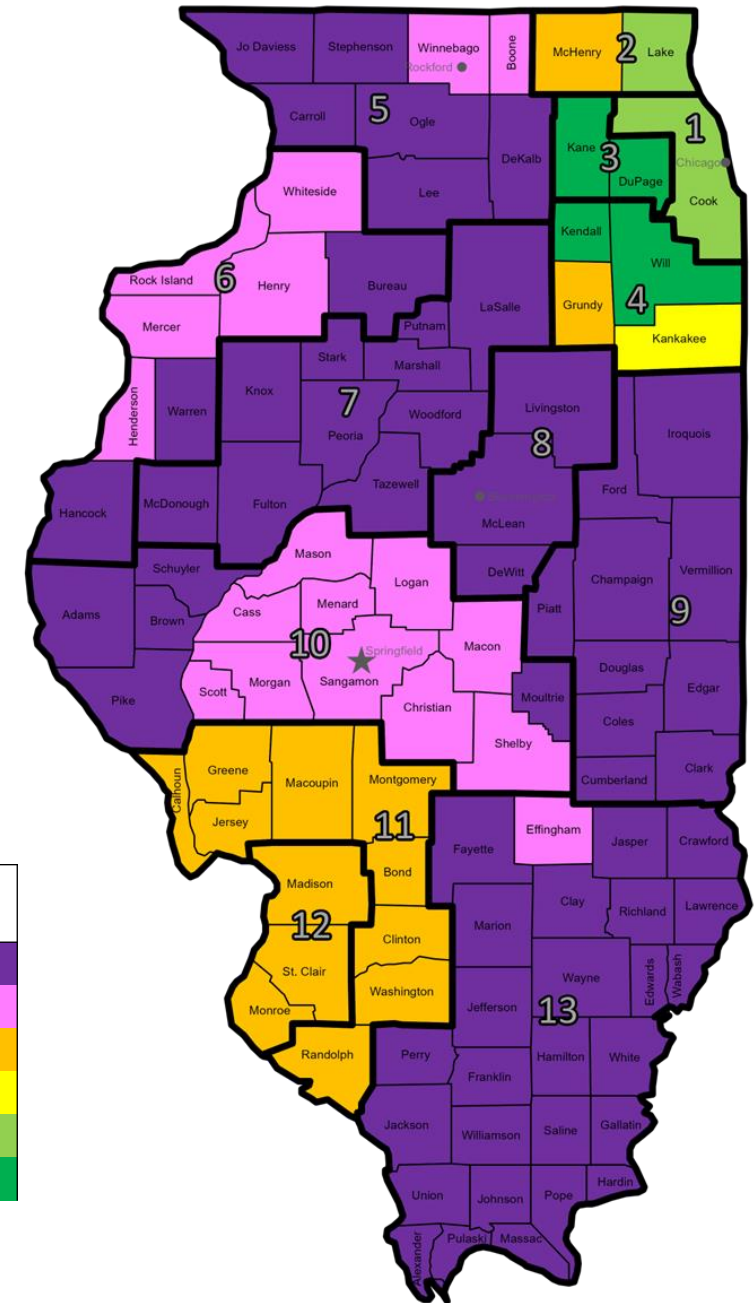 Jo Daviess
Stephenson
Winnebago
Boone
McHenry
2
Lake
Rockford
Carroll
5
Ogle
DeKalb
Lee
Kane
3
DuPage
1
Chicago
Cook
Whiteside
Rock Island
6
Henry
Mercer
Bureau
Putnam
LaSalle
Kendall
Will
Grundy
4
Kankakee
Henderson
Warren
Knox
Stark
Marshall
7
Peoria
Woodford
Tazewell
Livingston
8
McLean
DeWitt
Iroquois
Ford
Hancock
McDonough
Fulton
Champaign
Vermillion
9
Piatt
Douglas
Edgar
Coles
Clark
Cumberland
Adams
Schuyler
Brown
Pike
Mason
Logan
Cass
Menard
10
Springfield
Sangamon
Scott
Morgan
Macon
Christian
Moultrie
Shelby
Calhoun
Greene
Jersey
Macoupin
Montgomery
11
Bond
Madison
12
St. Clair
Monroe
Clinton
Washington
Randolph
Effingham
Fayette
Jasper
Crawford
Clay
Richland
Lawrence
Marion
Wayne
Edwards
Wabash
Jefferson
13
Hamilton
White
Perry
Franklin
Jackson
Williamson
Saline
Gallatin
Union
Johnson
Pope
Hardin
Alexander
Pulaski
Massac